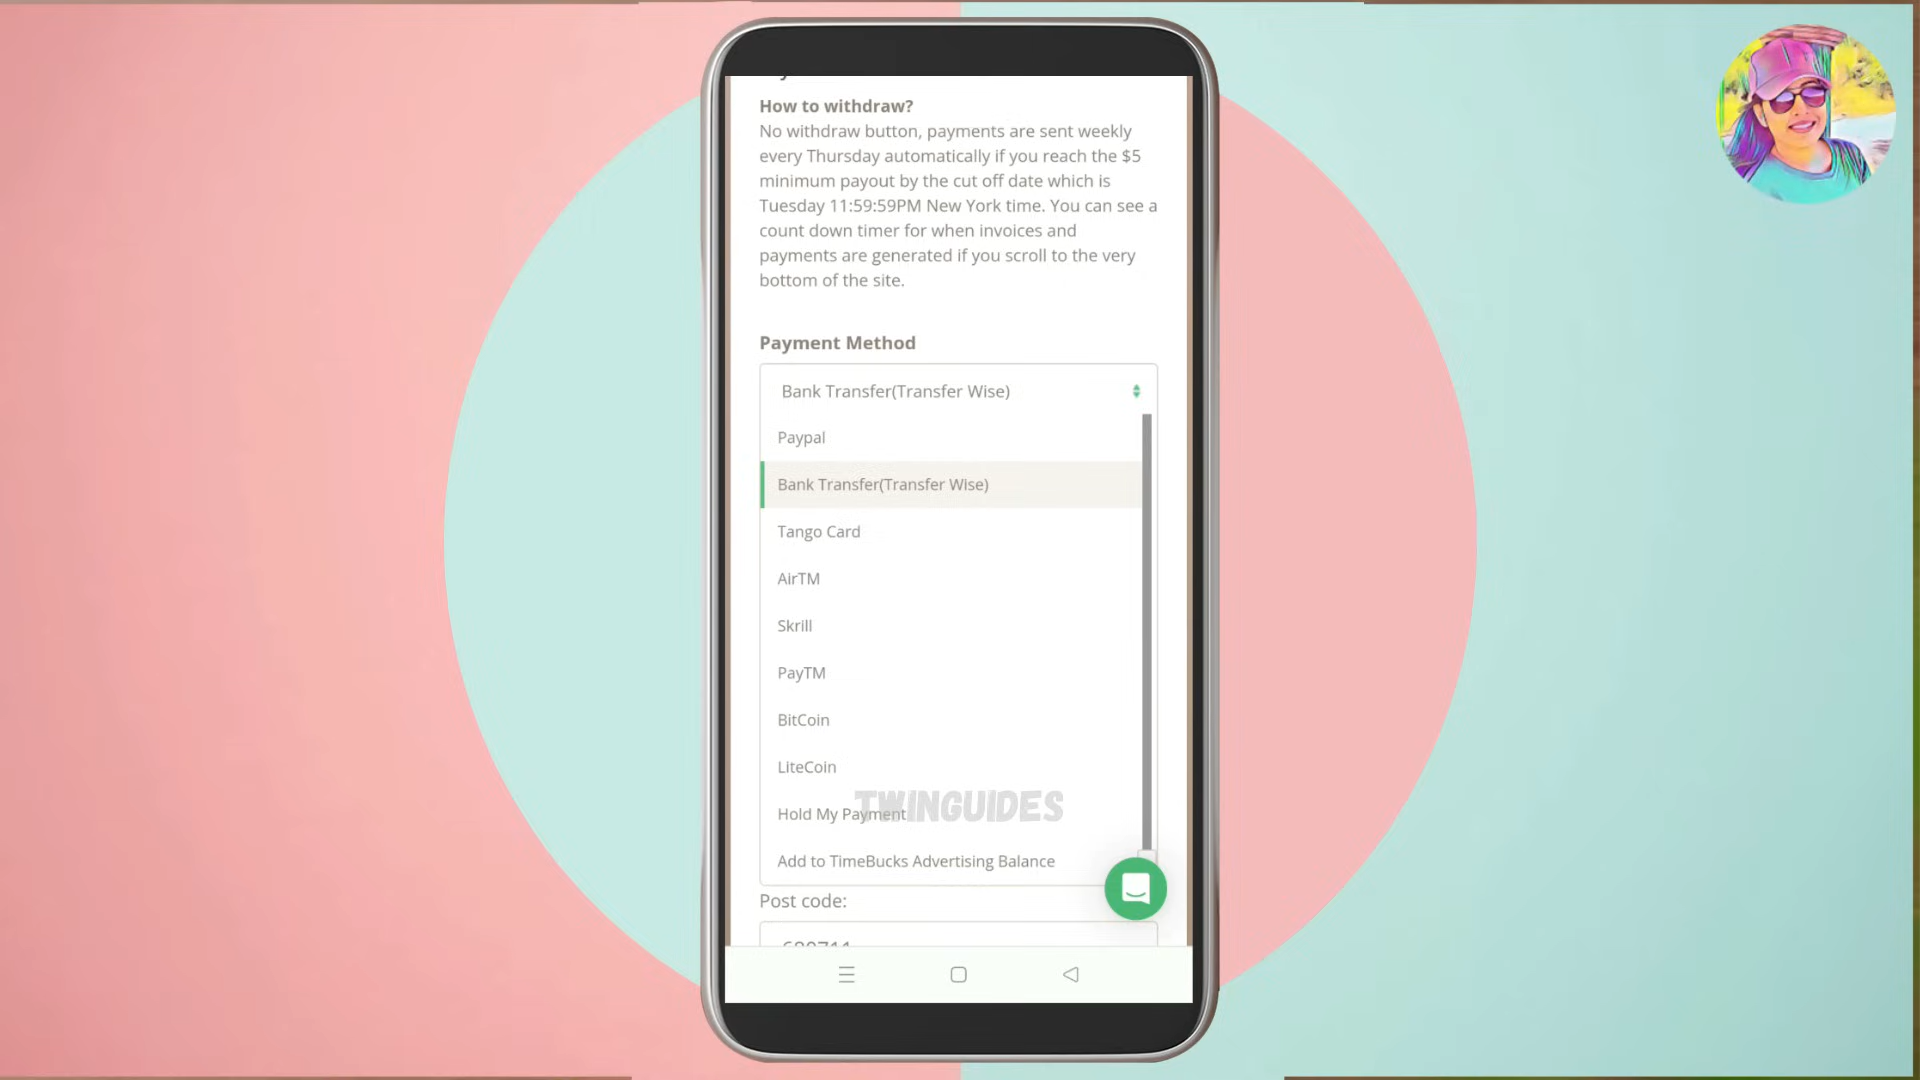 How to withdraw?
No withdraw button, payments are sent weekly
every Thursday automatically if you reach the $5
minimum payout by the cut off date which is
Tuesday 11:59:59PM New York time. You can see a
count down timer for when invoices and
payments are generated if you scroll to the very
bottom of the site.
Payment Method
Bank Transfer(Transfer Wise)
Paypal
Bank Transfer(Transfer Wise)
Tango Card
AirTM
Skrill
PayTM
BitCoin
LiteCoin
Hold My Payment
TWINGUIDES
Add to TimeBucks Advertising Balance
Post code: